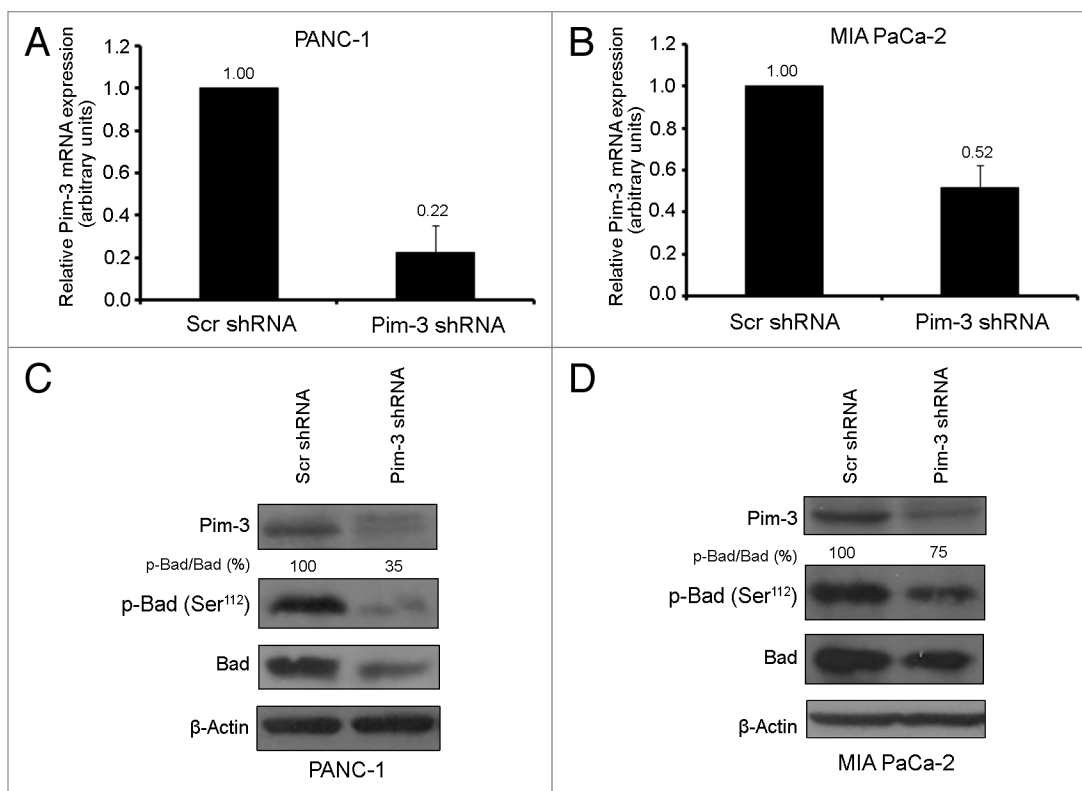 A
PANC-1
Relative Pim-3 mRNA expression
(arbitrary units)
1.2
1.0
0.8
0.6
0.4
0.2
0.0
1.00
0.22
Scr shRNA
Pim-3 shRNA
B
MIA PaCa-2
Relative Pim-3 mRNA expression
(arbitrary units)
1.2
1.0
0.8
0.6
0.4
0.2
0.0
1.00
0.52
Scr shRNA
Pim-3 shRNA
C
Scr shRNA
Pim-3 shRNA
Pim-3
p-Bad/Bad (%) 100 35
p-Bad (Ser¹¹²)
Bad
β-Actin
PANC-1
D
Scr shRNA
Pim-3 shRNA
Pim-3
p-Bad/Bad (%) 100 75
p-Bad (Ser¹¹²)
Bad
β-Actin
MIA PaCa-2